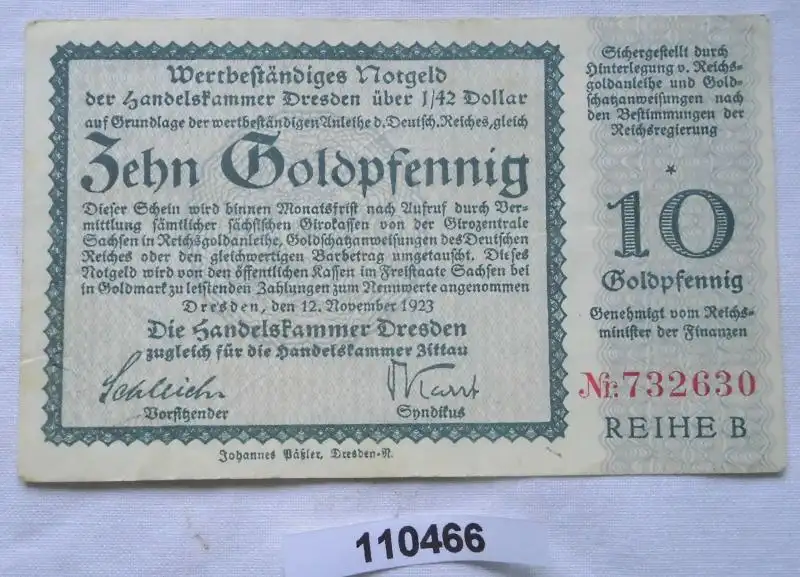 Wertbeständiges Notgeld
der Handelskammer Dresden über 1/42 Dollar
auf Grundlage der wertbeständigen Anleihe d. Deutsch. Reiches, gleich
Zehn Goldpfennig
Dieser Schein wird binnen Monatsfrist nach Aufruf durch Ver-
mittlung sämtlicher sächsischen Girokassen von der Girozentrale
Sachsen in Reichsgoldanleihe, Goldschatzanweisungen des Deutschen
Reiches oder den gleichwertigen Barbetrag umgetauscht. Dieses
Notgeld wird von den öffentlichen Kassen im Freistaate Sachsen bei
in Goldmark zu leistenden Zahlungen zum Nennwerte angenommen
Dresden, den 12. November 1923
Die Handelskammer Dresden
zugleich für die Handelskammer Zittau
Vorsitzender
Syndikus
Johannes Päßler, Dresden-N.
Sichergestellt durch
Hinterlegung v. Reichs-
goldanleihe und Gold-
schatzanweisungen nach
den Bestimmungen der
Reichsregierung
*
10
Goldpfennig
Genehmigt vom Reichs-
minister der Finanzen
Nr. 732630
REIHE B
110466